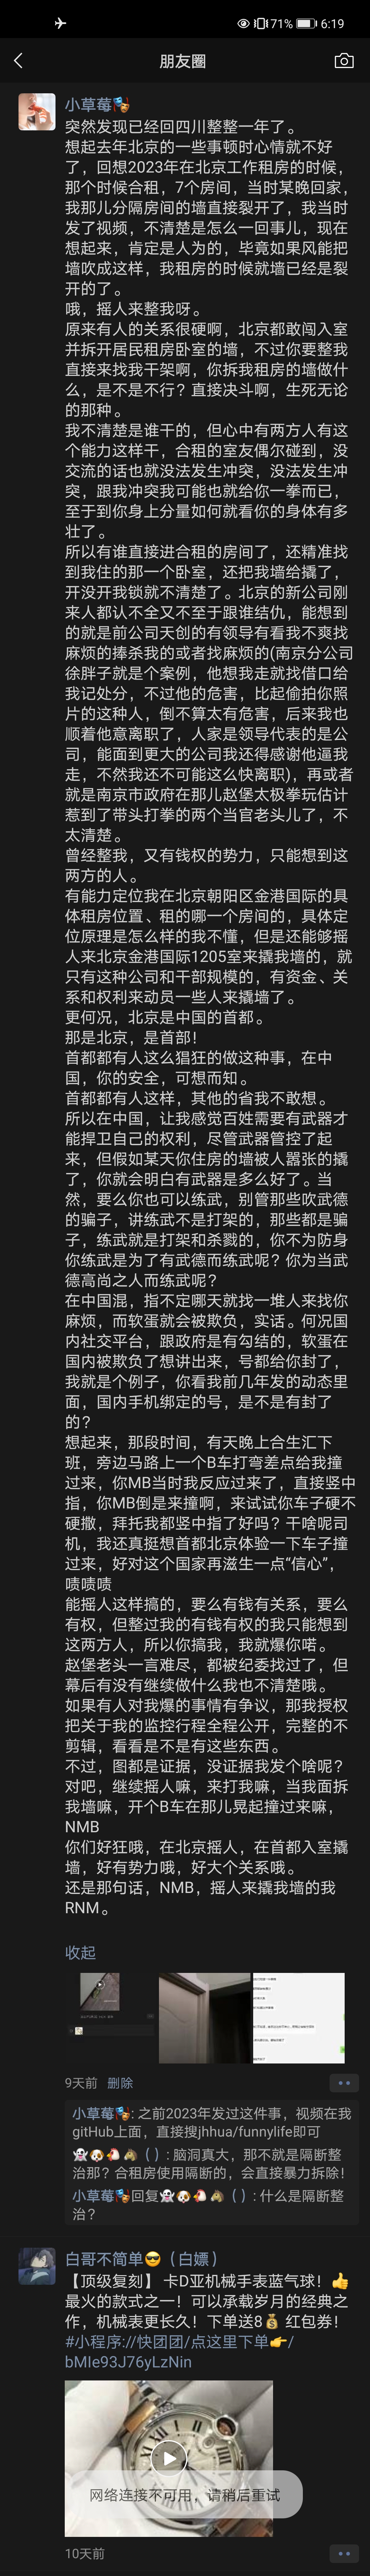 71% 6:19
朋友圈
小草莓
突然发现已经回四川整整一年了。
想起去年北京的一些事顿时心情就不好
了，回想2023年在北京工作租房的时候，
那个时候合租，7个房间，当时某晚回家，
我那儿分隔房间的墙直接裂开了，我当时
发了视频，不清楚是怎么一回事儿，现在
想起来，肯定是人为的，毕竟如果风能把
墙吹成这样，我租房的时候就墙已经是裂
开的了。
哦，摇人来整我呀。
原来有人的关系很硬啊，北京都敢闯入室
并拆开居民租房卧室的墙，不过你要整我
直接来找我干架啊，你拆我租房的墙做什
么，是不是不行？直接决斗啊，生死无论
的那种。
我不清楚是谁干的，但心中有两方人有这
个能力这样干，合租的室友偶尔碰到，没
交流的话也就没法发生冲突，没法发生冲
突，跟我冲突我可能也就给你一拳而已，
至于到你身上分量如何就看你的身体有多
壮了。
所以有谁直接进合租的房间了，还精准找
到我住的那一个卧室，还把我墙给撬了，
开没开我锁就不清楚了。北京的新公司刚
来人都认不全又不至于跟谁结仇，能想到
的就是前公司天创的有领导有看我不爽找
麻烦的捧杀我的或者找麻烦的(南京分公司
徐胖子就是个案例，他想我走就找借口给
我记处分，不过他的危害，比起偷拍你照
片的这种人，倒不算太有危害，后来我也
顺着他意离职了，人家是领导代表的是公
司，能面到更大的公司我还得感谢他逼我
走，不然我还不可能这么快离职)，再或者
就是南京市政府在那儿赵堡太极拳玩估计
惹到了带头打拳的两个当官老头儿了，不
太清楚。
曾经整我，又有钱权的势力，只能想到这
两方的人。
有能力定位我在北京朝阳区金港国际的具
体租房位置、租的哪一个房间的，具体定
位原理是怎么样的我不懂，但是还能够摇
人来北京金港国际1205室来撬我墙的，就
只有这种公司和干部规模的，有资金、关
系和权利来动员一些人来撬墙了。
更何况，北京是中国的首都。
那是北京，是首部！
首都都有人这么猖狂的做这种事，在中
国，你的安全，可想而知。
首都都有人这样，其他的省我不敢想。
所以在中国，让我感觉百姓需要有武器才
能捍卫自己的权利，尽管武器管控了起
来，但假如某天你住房的墙被人嚣张的撬
了，你就会明白有武器是多么好了。当
然，要么你也可以练武，别管那些吹武德
的骗子，讲练武不是打架的，那些都是骗
子，练武就是打架和杀戮的，你不为防身
你练武是为了有武德而练武呢？你为当武
德高尚之人而练武呢？
在中国混，指不定哪天就找一堆人来找你
麻烦，而软蛋就会被欺负，实话。何况国
内社交平台，跟政府是有勾结的，软蛋在
国内被欺负了想讲出来，号都给你封了，
我就是个例子，你看我前几年发的动态里
面，国内手机绑定的号，是不是有封了
的？
想起来，那段时间，有天晚上合生汇下
班，旁边马路上一个B车打弯差点给我撞
过来，你MB当时我反应过来了，直接竖中
指，你MB倒是来撞啊，来试试你车子硬不
硬撒，拜托我都竖中指了好吗？干啥呢司
机，我还真挺想首都北京体验一下车子撞
过来，好对这个国家再滋生一点“信心”，
啧啧啧
能摇人这样搞的，要么有钱有关系，要么
有权，但整过我的有钱有权的我只能想到
这两方人，所以你搞我，我就爆你喏。
赵堡老头一言难尽，都被纪委找过了，但
幕后有没有继续做什么我也不清楚哦。
如果有人对我爆的事情有争议，那我授权
把关于我的监控行程全程公开，完整的不
剪辑，看看是不是有这些东西。
不过，图都是证据，没证据我发个啥呢？
对吧，继续摇人嘛，来打我嘛，当我面拆
我墙嘛，开个B车在那儿晃起撞过来嘛，
NMB
你们好狂哦，在北京摇人，在首都入室撬
墙，好有势力哦，好大个关系哦。
还是那句话，NMB，摇人来撬我墙的我
RNM。
收起
9天前 删除
小草莓: 之前2023年发过这件事，视频在我
gitHub上面，直接搜jhhua/funnylife即可
（）: 脑洞真大，那不就是隔断整
治那？合租房使用隔断的，会直接暴力拆除！
小草莓回复（）: 什么是隔断整
治？
白哥不简单（白嫖）
【顶级复刻】 卡D亚机械手表蓝气球！
最火的款式之一！可以承载岁月的经典之
作，机械表更长久！下单送8 红包券！
#小程序://快团团/点这里下单/
bMIe93J76yLzNin
网络连接不可用，请稍后重试
10天前